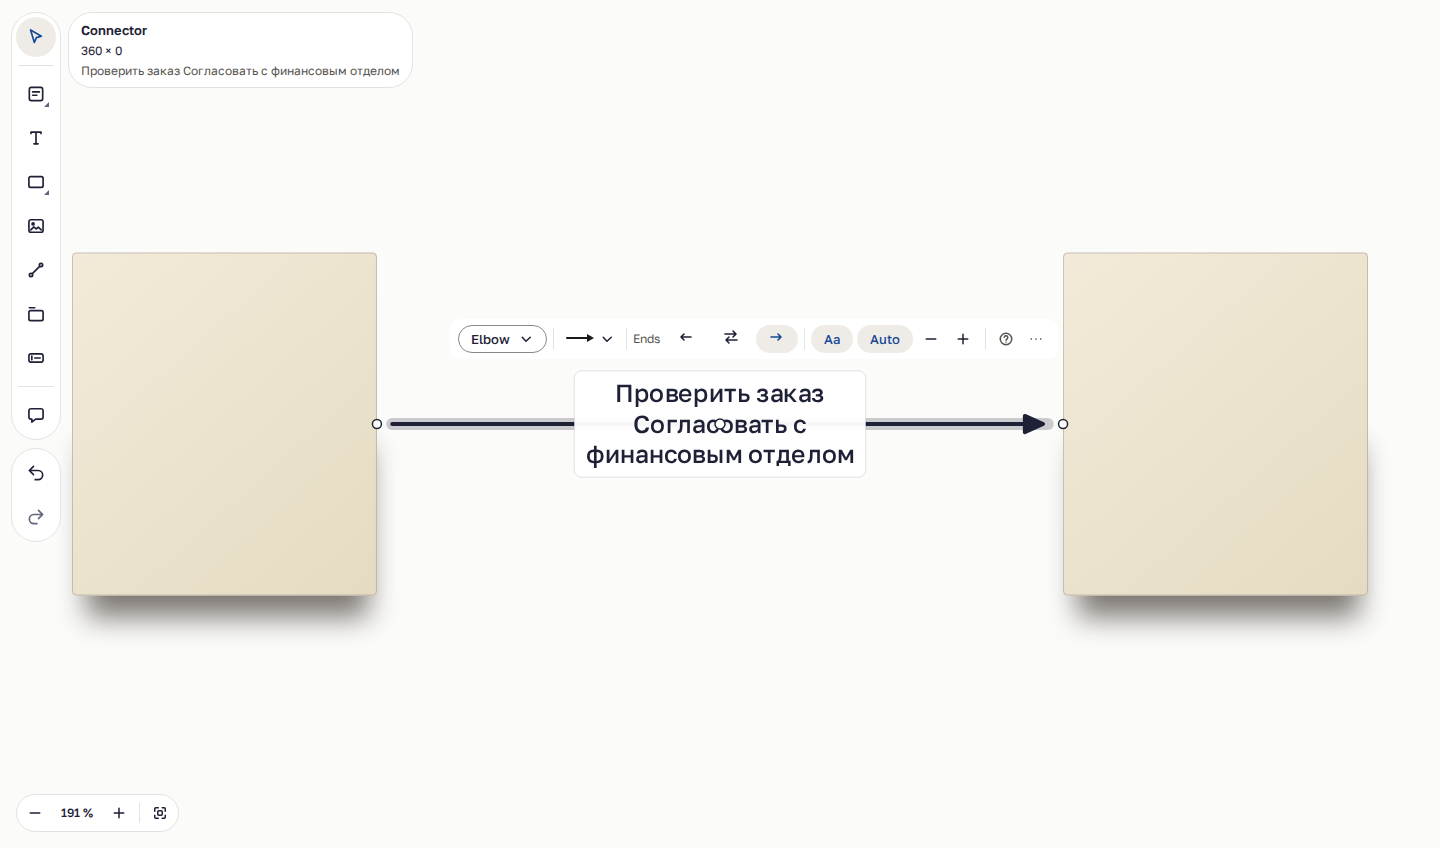 Connector
360 × 0
Проверить заказ Согласовать с финансовым отделом
Elbow
Ends
Aa
Auto
Проверить заказ
Согласовать с
финансовым отделом
191 %